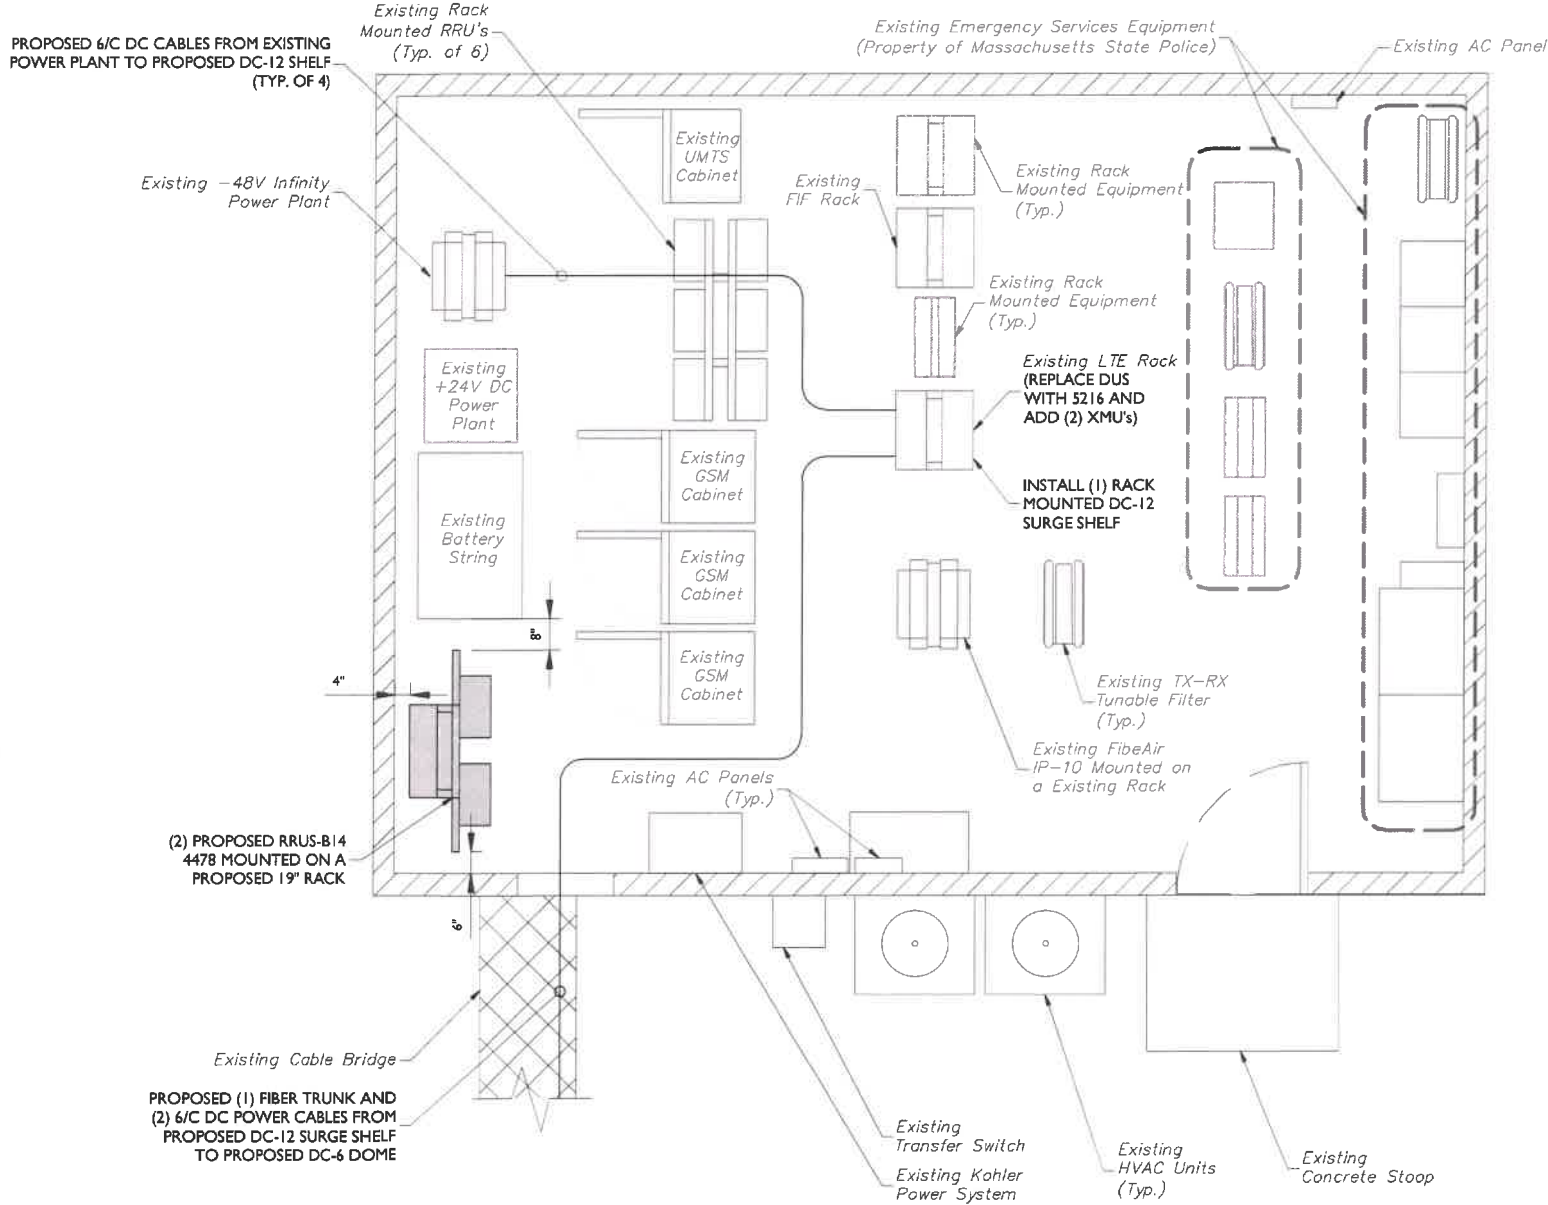 Existing Rack
Mounted RRU's
(Typ. of 6)
PROPOSED 6/C DC CABLES FROM EXISTING
POWER PLANT TO PROPOSED DC-12 SHELF
(TYP. OF 4)
Existing Emergency Services Equipment
(Property of Massachusetts State Police)
Existing AC Panel
Existing
UMTS
Cabinet
Existing -48V Infinity
Power Plant
Existing
FIF Rack
Existing Rack
Mounted Equipment
(Typ.)
Existing Rack
Mounted Equipment
(Typ.)
Existing
+24V DC
Power
Plant
Existing LTE Rack
(REPLACE DUS
WITH 5216 AND
ADD (2) XMU's)
Existing
GSM
Cabinet
INSTALL (1) RACK
MOUNTED DC-12
SURGE SHELF
Existing
Battery
String
Existing
GSM
Cabinet
8"
Existing
GSM
Cabinet
4"
Existing TX-RX
Tunable Filter
(Typ.)
Existing FibeAir
IP-10 Mounted on
a Existing Rack
Existing AC Panels
(Typ.)
(2) PROPOSED RRUS-B14
4478 MOUNTED ON A
PROPOSED 19" RACK
6"
Existing Cable Bridge
PROPOSED (1) FIBER TRUNK AND
(2) 6/C DC POWER CABLES FROM
PROPOSED DC-12 SURGE SHELF
TO PROPOSED DC-6 DOME
Existing
Transfer Switch
Existing Kohler
Power System
Existing
HVAC Units
(Typ.)
Existing
Concrete Stoop